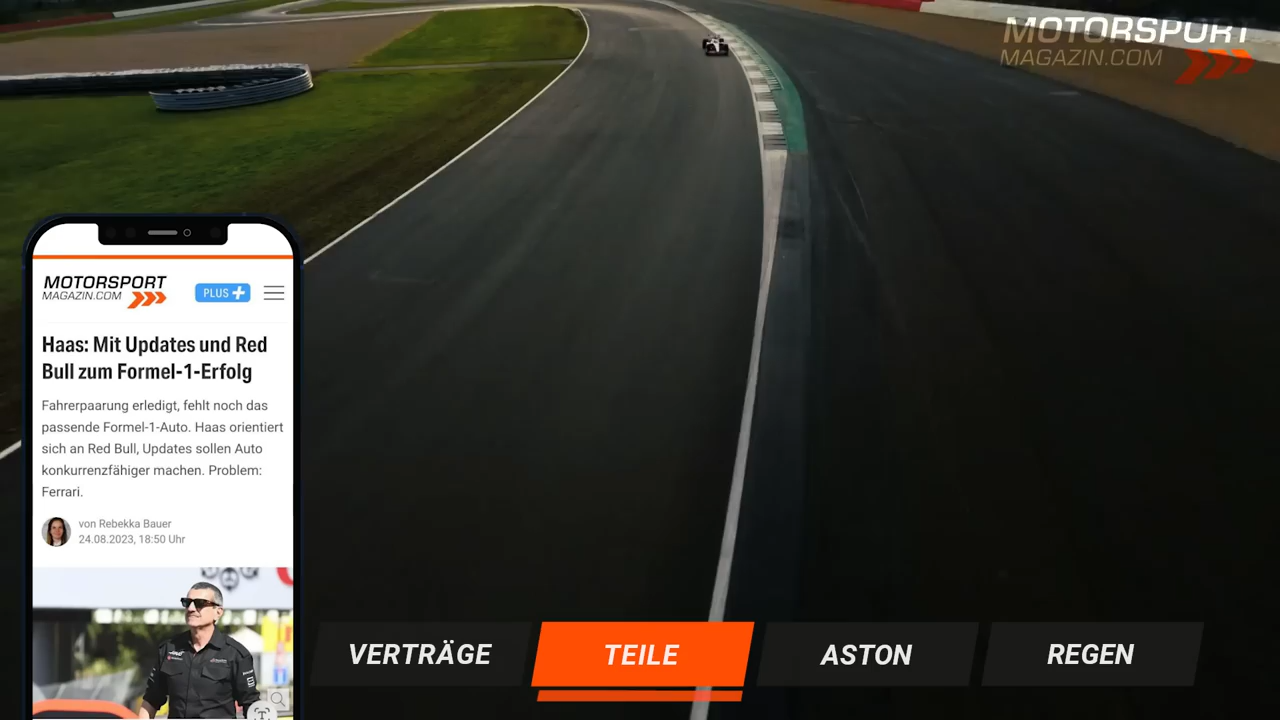 MOTORSPORT
MAGAZIN.COM
MOTORSPORT
MAGAZIN.COM
PLUS
Haas: Mit Updates und Red
Bull zum Formel-1-Erfolg
Fahrerpaarung erledigt, fehlt noch das
passende Formel-1-Auto. Haas orientiert
sich an Red Bull, Updates sollen Auto
konkurrenzfähiger machen. Problem:
Ferrari.
von Rebekka Bauer
24.08.2023, 18:50 Uhr
VERTRÄGE
TEILE
ASTON
REGEN